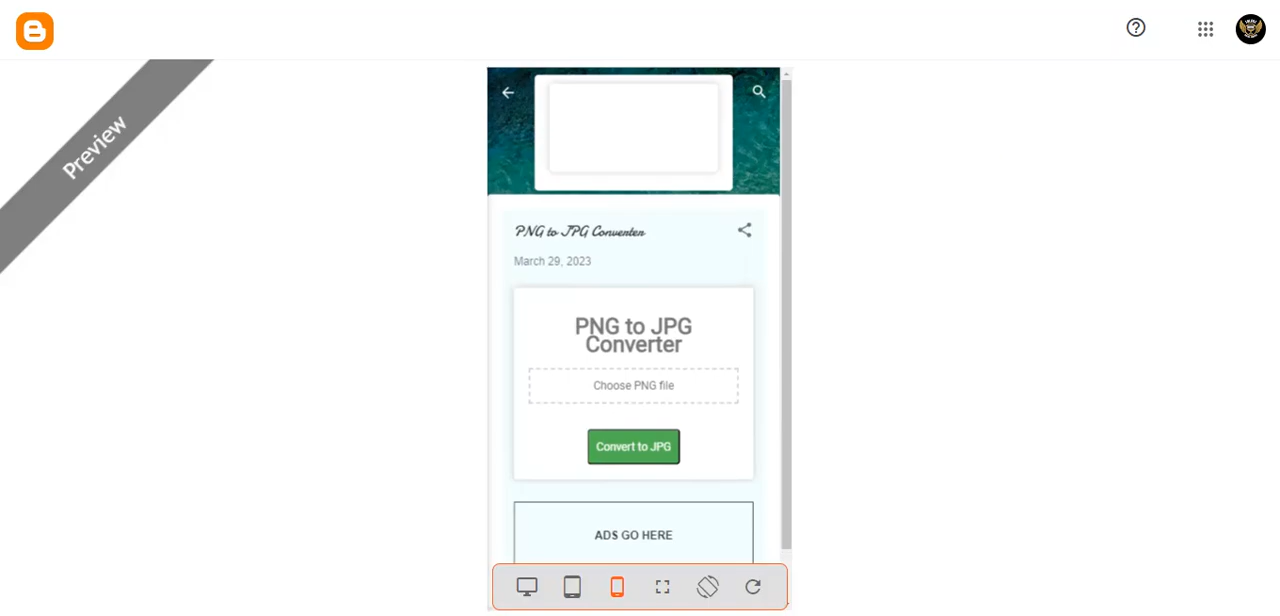 Preview
PNG to JPG Converter
March 29, 2023
PNG to JPG
Converter
Choose PNG file
Convert to JPG
ADS GO HERE